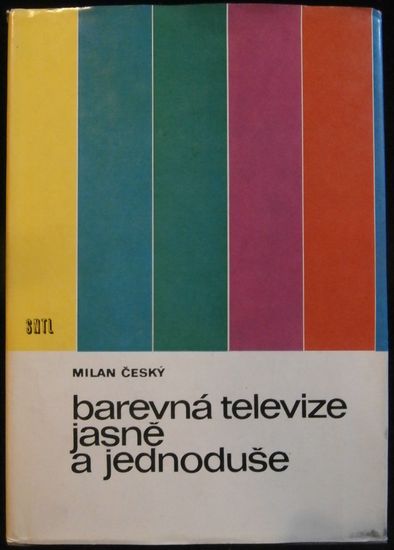 SNTL
MILAN ČESKÝ
barevná televize
jasně
a jednoduše